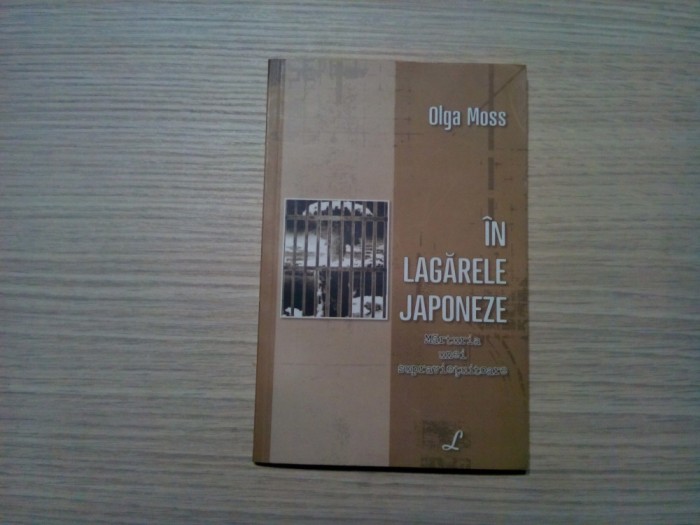 Olga Moss
ÎN
LAGĂRELE
JAPONEZE
Mărturia
unei
supraviețuitoare
L